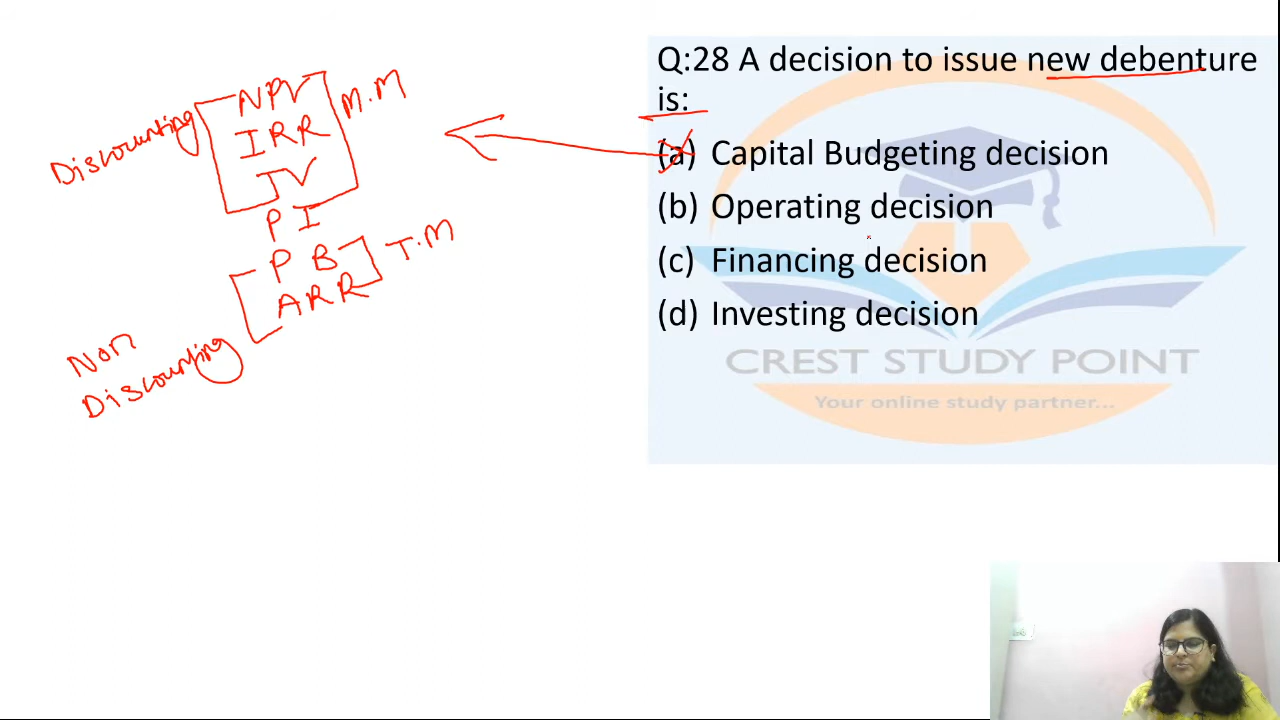 Discounting
NPV
IRR
TV
PI
M.M
PB
ARR
T.M
Non
Discounting
Q:28 A decision to issue new debenture
is:
(a) Capital Budgeting decision
(b) Operating decision
(c) Financing decision
(d) Investing decision
CREST STUDY POINT
Your online study partner...